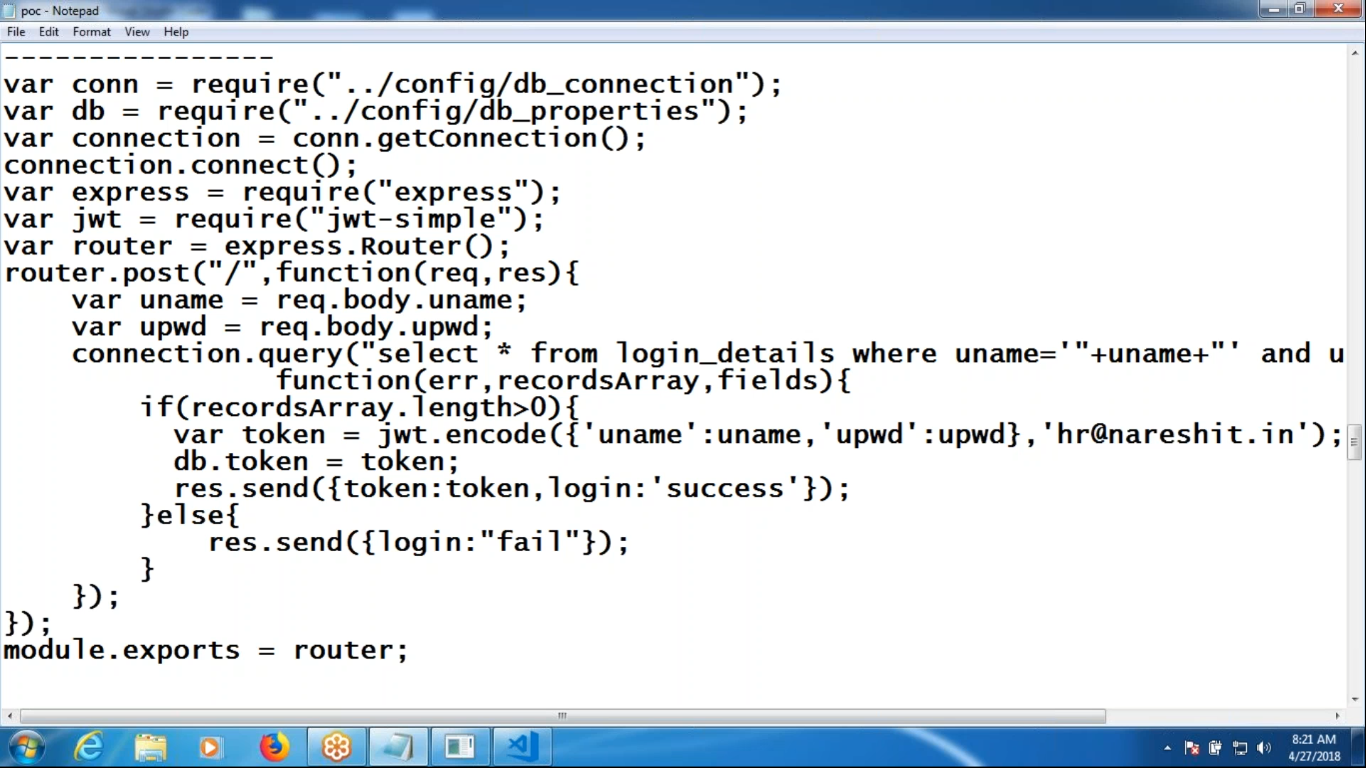 poc - Notepad
File Edit Format View Help
----------------
var conn = require("../config/db_connection");
var db = require("../config/db_properties");
var connection = conn.getConnection();
connection.connect();
var express = require("express");
var jwt = require("jwt-simple");
var router = express.Router();
router.post("/",function(req,res){
    var uname = req.body.uname;
    var upwd = req.body.upwd;
    connection.query("select * from login_details where uname='"+uname+"' and u
                function(err,recordsArray,fields){
        if(recordsArray.length>0){
          var token = jwt.encode({'uname':uname,'upwd':upwd},'hr@nareshit.in');
          db.token = token;
          res.send({token:token,login:'success'});
        }else{
            res.send({login:"fail"});
        }
    });
});
module.exports = router;
8:21 AM
4/27/2018